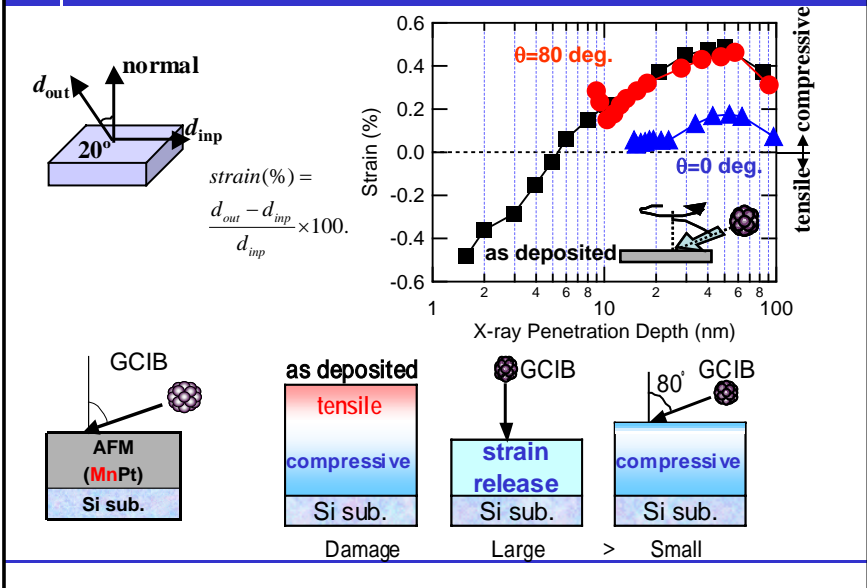 normal
d_out
20°
d_inp
strain(%) =
d_out − d_inp
d_inp
×100.
0.6
0.4
0.2
0.0
-0.2
-0.4
-0.6
Strain (%)
θ=80 deg.
θ=0 deg.
as deposited
tensile
compressive
1
2
4
6
8
10
2
4
6
8
100
X-ray Penetration Depth (nm)
GCIB
AFM
(MnPt)
Si sub.
as deposited
tensile
compressive
Si sub.
Damage
GCIB
strain
release
Si sub.
Large
>
80°
GCIB
compressive
Si sub.
Small